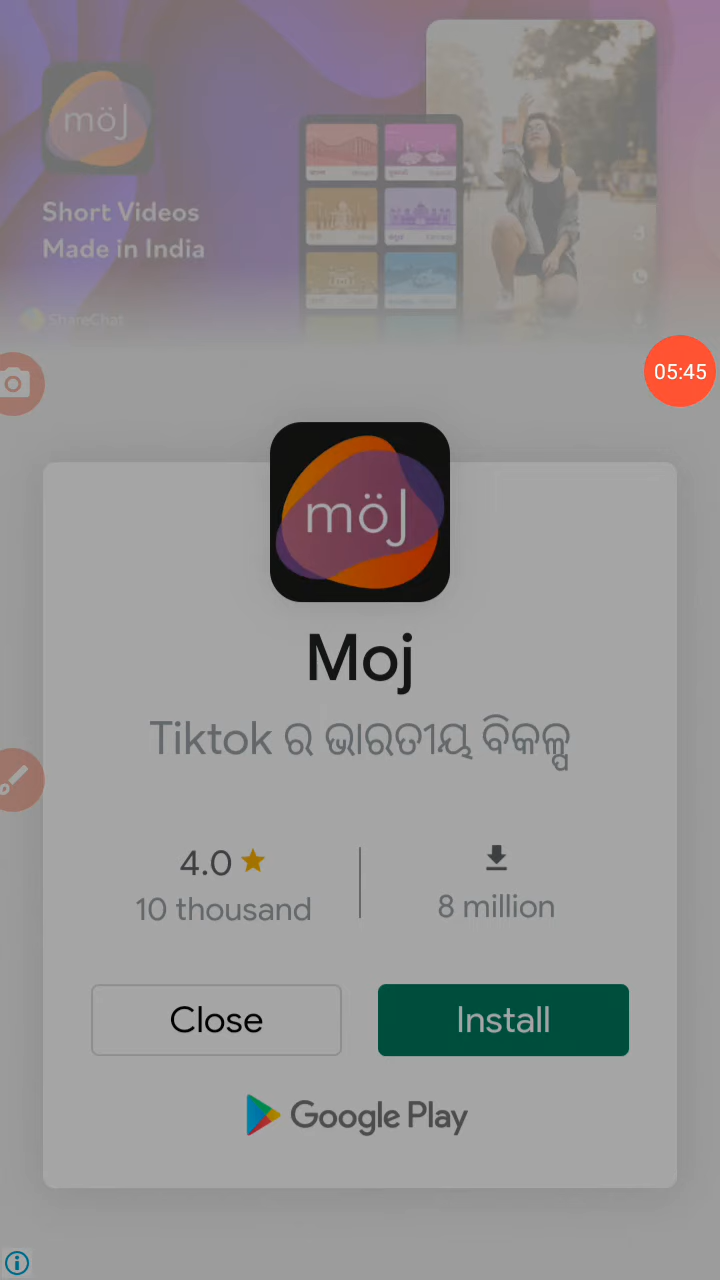 möj
Short Videos
Made in India
ShareChat
05:45
möj
Moj
Tiktok ର ଭାରତୀୟ ବିକଳ୍ପ
4.0
10 thousand
8 million
Close
Install
Google Play